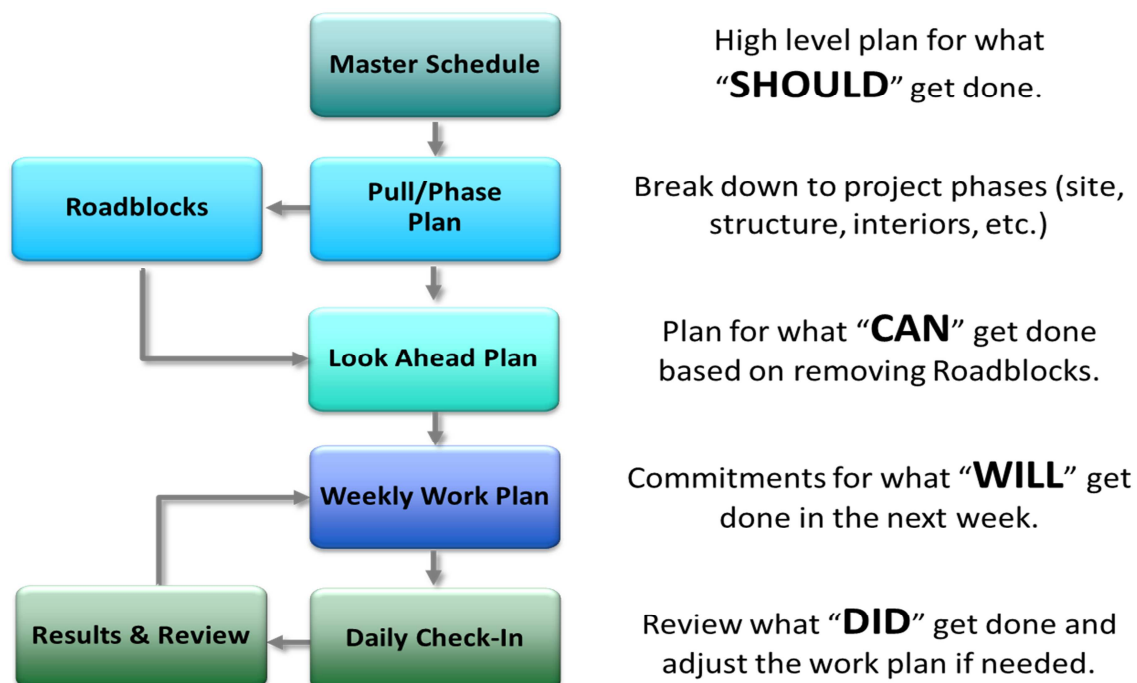 Master Schedule
High level plan for what
“SHOULD” get done.
Roadblocks
Pull/Phase
Plan
Break down to project phases (site,
structure, interiors, etc.)
Look Ahead Plan
Plan for what “CAN” get done
based on removing Roadblocks.
Weekly Work Plan
Commitments for what “WILL” get
done in the next week.
Results & Review
Daily Check-In
Review what “DID” get done and
adjust the work plan if needed.